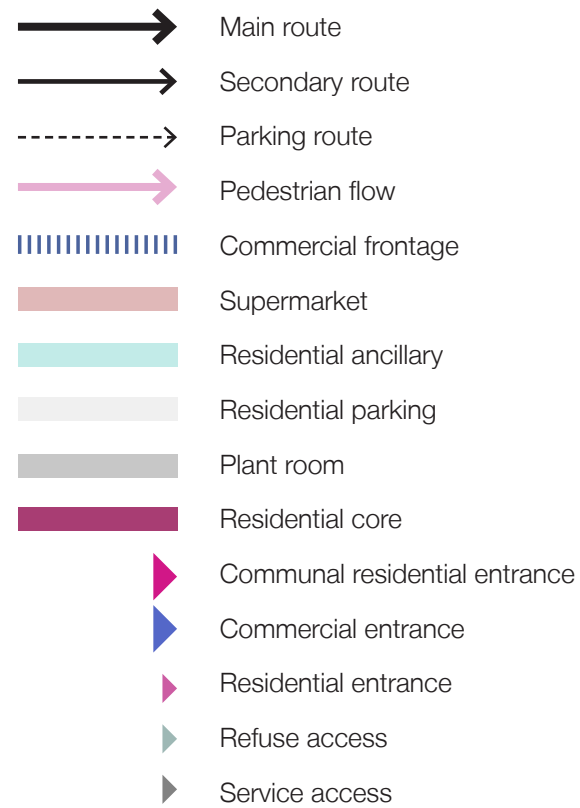 Main route
Secondary route
Parking route
Pedestrian flow
Commercial frontage
Supermarket
Residential ancillary
Residential parking
Plant room
Residential core
Communal residential entrance
Commercial entrance
Residential entrance
Refuse access
Service access